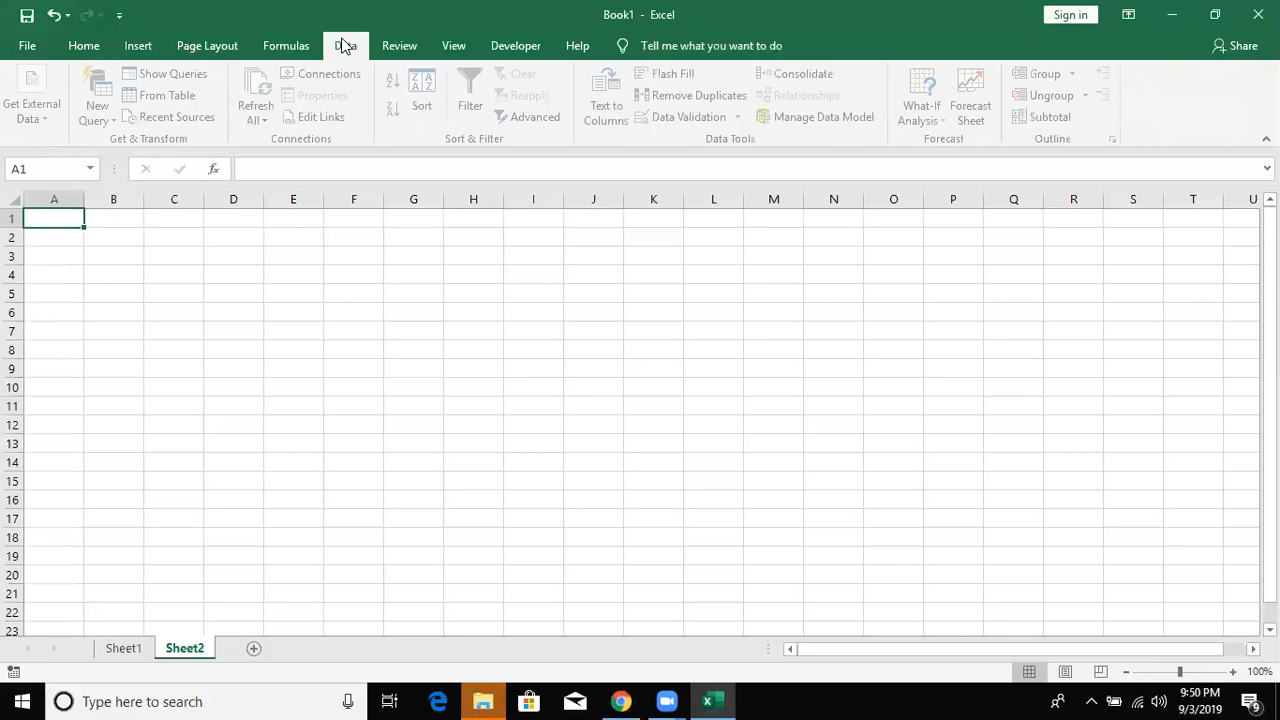 Book1 - Excel
Sign in
File Home Insert Page Layout Formulas Data Review View Developer Help Tell me what you want to do Share
Get External Data
New Query
Show Queries
From Table
Recent Sources
Get & Transform
Refresh All
Connections
Properties
Edit Links
Connections
Sort
Filter
Clear
Reapply
Advanced
Sort & Filter
Text to Columns
Flash Fill
Remove Duplicates
Data Validation
Consolidate
Relationships
Manage Data Model
Data Tools
What-If Analysis
Forecast Sheet
Forecast
Group
Ungroup
Subtotal
Outline
A1
fx
A B C D E F G H I J K L M N O P Q R S T U
1
2
3
4
5
6
7
8
9
10
11
12
13
14
15
16
17
18
19
20
21
22
23
Sheet1 Sheet2
100%
Type here to search
9:50 PM
9/3/2019
9